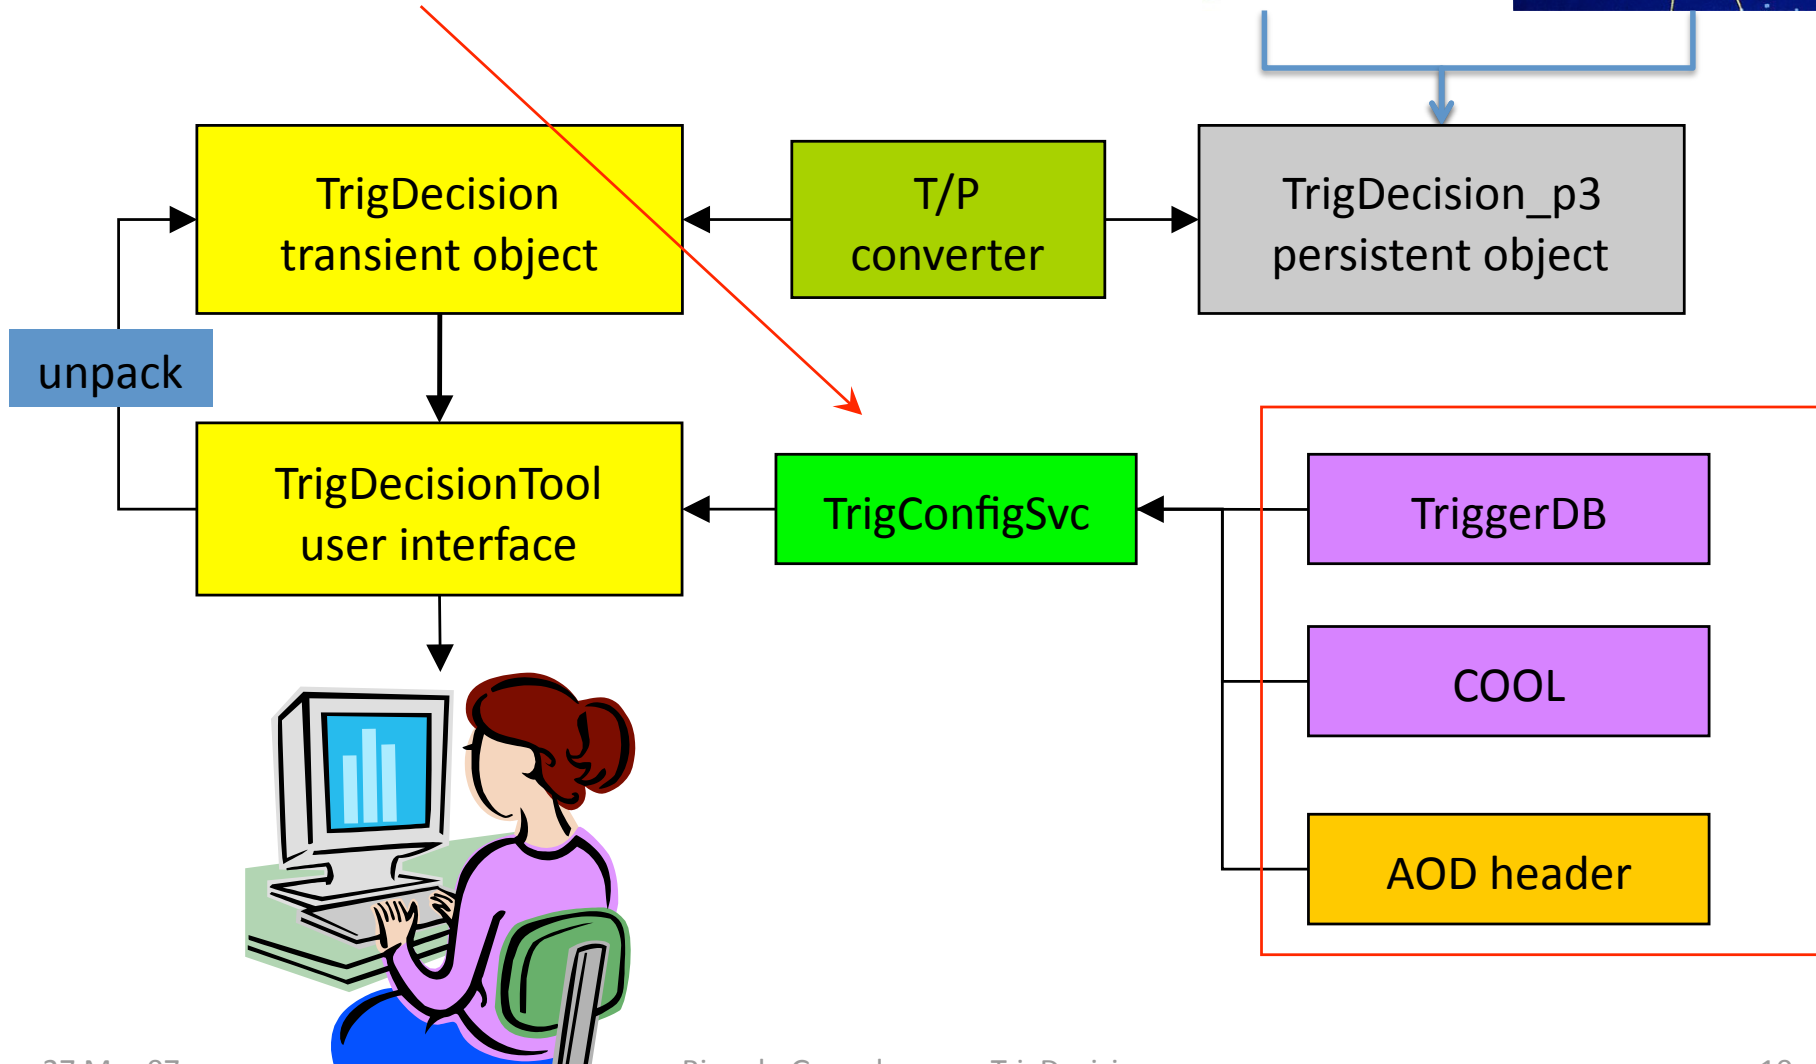 TrigDecision
transient object
T/P
converter
TrigDecision_p3
persistent object
unpack
TrigDecisionTool
user interface
TrigConfigSvc
TriggerDB
COOL
AOD header